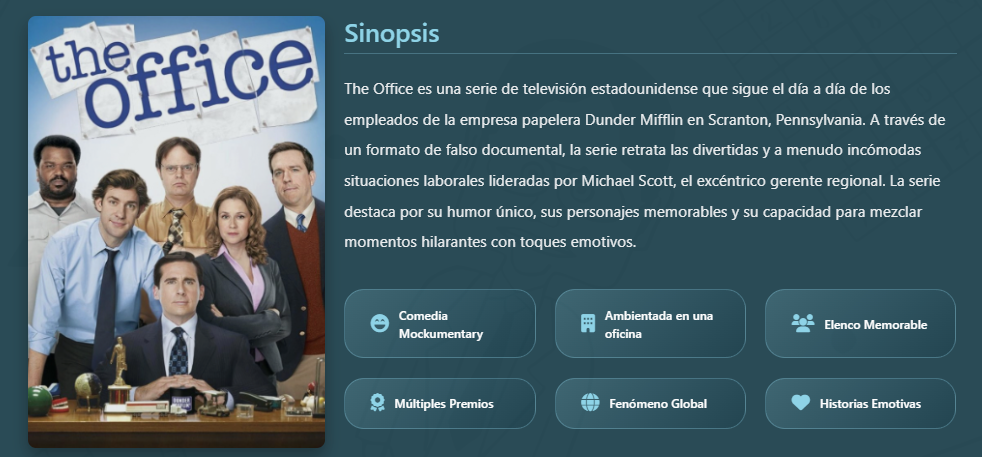 the
office
Sinopsis
The Office es una serie de televisión estadounidense que sigue el día a día de los
empleados de la empresa papelera Dunder Mifflin en Scranton, Pennsylvania. A través de
un formato de falso documental, la serie retrata las divertidas y a menudo incómodas
situaciones laborales lideradas por Michael Scott, el excéntrico gerente regional. La serie
destaca por su humor único, sus personajes memorables y su capacidad para mezclar
momentos hilarantes con toques emotivos.
Comedia
Mockumentary
Ambientada en una
oficina
Elenco Memorable
Múltiples Premios
Fenómeno Global
Historias Emotivas